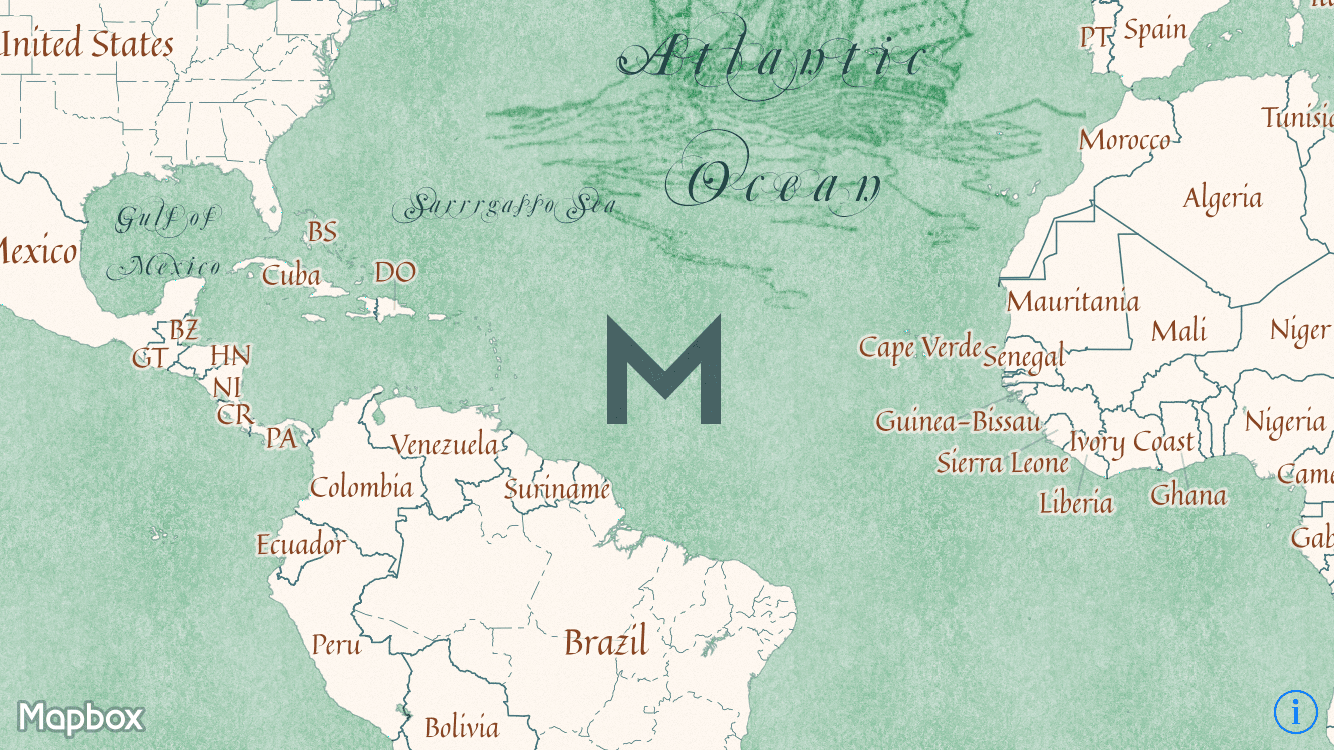 Atlantic
PT
Spain
United States
Tunisia
Morocco
Ocean
Algeria
Sarrrgasso Sea
Gulf of
BS
Mexico
Mexico
Cuba
DO
Mauritania
BZ
Mali
Niger
GT
HN
Cape Verde
Senegal
NI
M
CR
PA
Guinea-Bissau
Nigeria
Venezuela
Ivory Coast
Sierra Leone
Came
Colombia
Suriname
Liberia
Ghana
Ecuador
Gab
Peru
Brazil
Mapbox
Bolivia
i